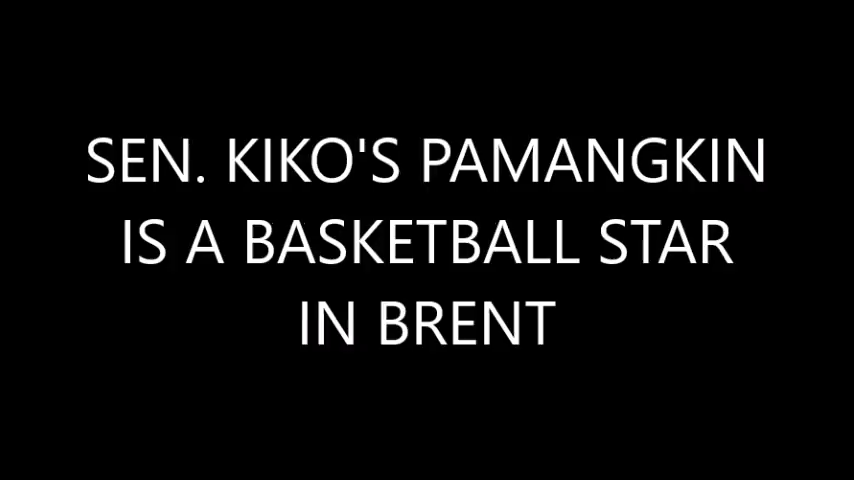 SEN. KIKO'S PAMANGKIN
IS A BASKETBALL STAR
IN BRENT